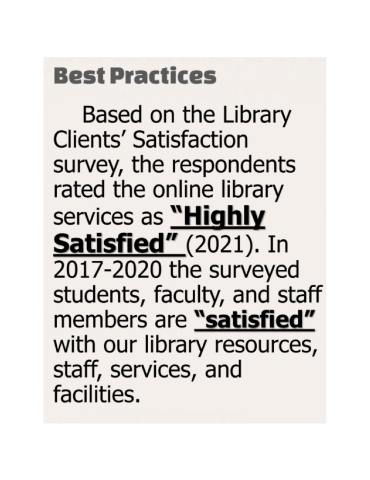 Best Practices
Based on the Library
Clients’ Satisfaction
survey, the respondents
rated the online library
services as “Highly
Satisfied” (2021). In
2017-2020 the surveyed
students, faculty, and staff
members are “satisfied”
with our library resources,
staff, services, and
facilities.